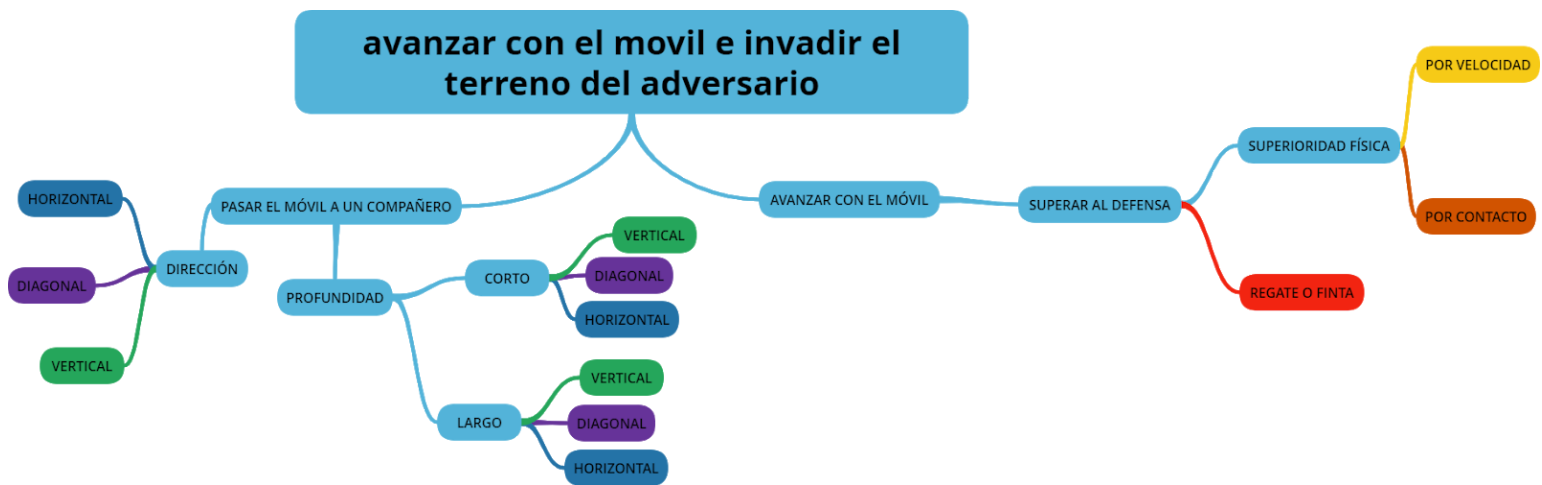 avanzar con el movil e invadir el
terreno del adversario
PASAR EL MÓVIL A UN COMPAÑERO
DIRECCIÓN
HORIZONTAL
DIAGONAL
VERTICAL
PROFUNDIDAD
CORTO
VERTICAL
DIAGONAL
HORIZONTAL
LARGO
VERTICAL
DIAGONAL
HORIZONTAL
AVANZAR CON EL MÓVIL
SUPERAR AL DEFENSA
SUPERIORIDAD FÍSICA
POR VELOCIDAD
POR CONTACTO
REGATE O FINTA